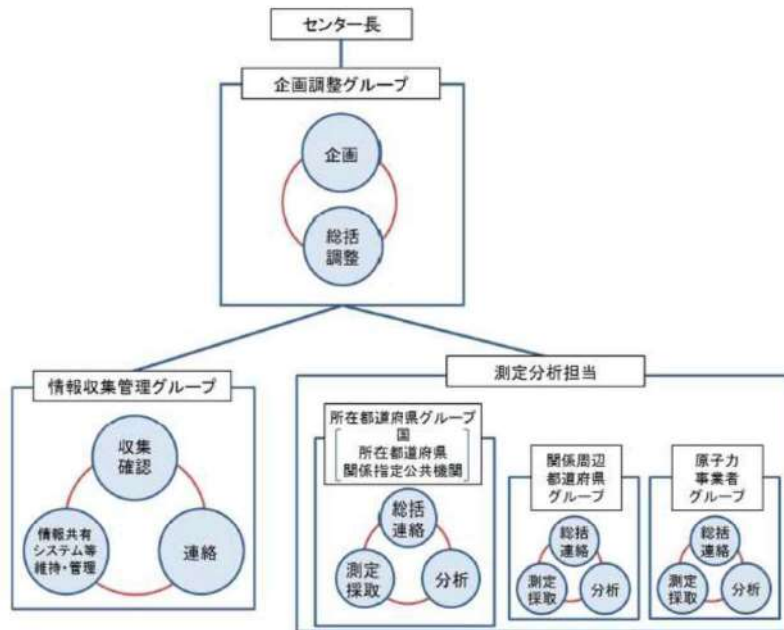 センター長
企画調整グループ
企画
総括
調整
情報収集管理グループ
収集
確認
情報共有
システム等
維持・管理
連絡
測定分析担当
所在都道府県グループ
国
所在都道府県
関係指定公共機関
総括
連絡
測定
採取
分析
関係周辺
都道府県
グループ
総括
連絡
測定
採取
分析
原子力
事業者
グループ
総括
連絡
測定
採取
分析